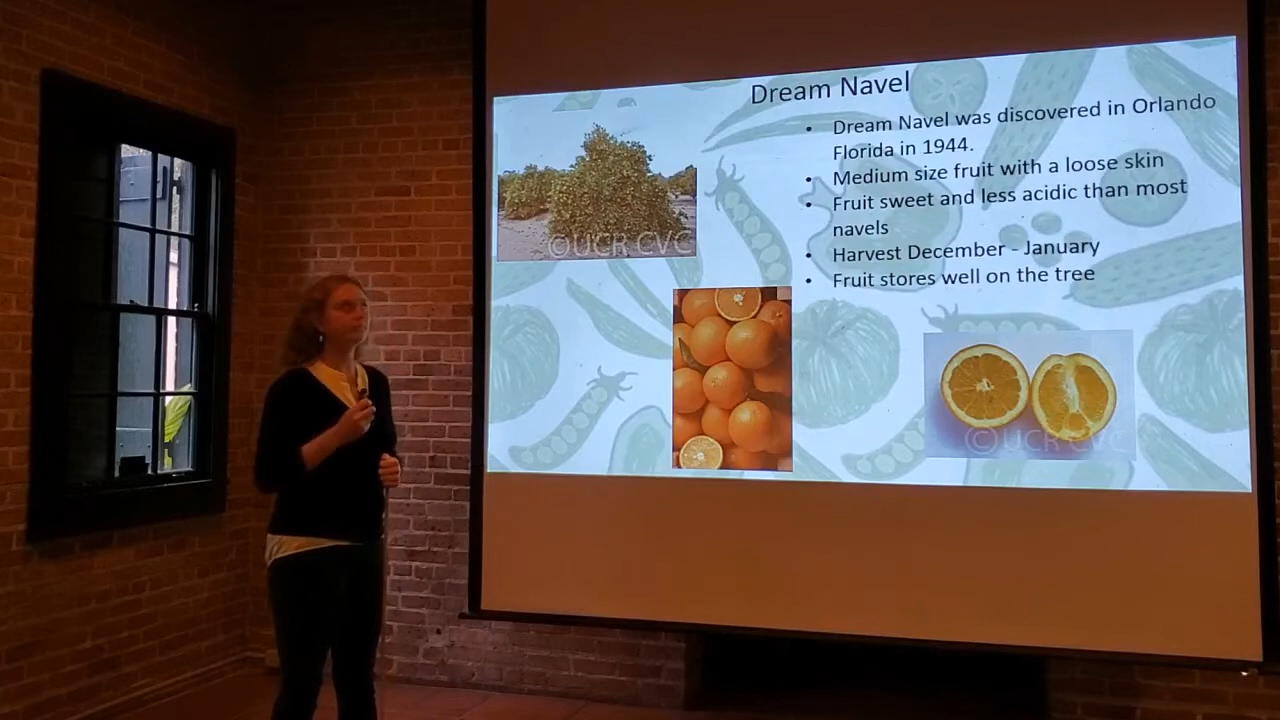 Dream Navel
• Dream Navel was discovered in Orlando
Florida in 1944.
• Medium size fruit with a loose skin
• Fruit sweet and less acidic than most
navels
• Harvest December - January
• Fruit stores well on the tree
©UCR CVC
©UCR CVC